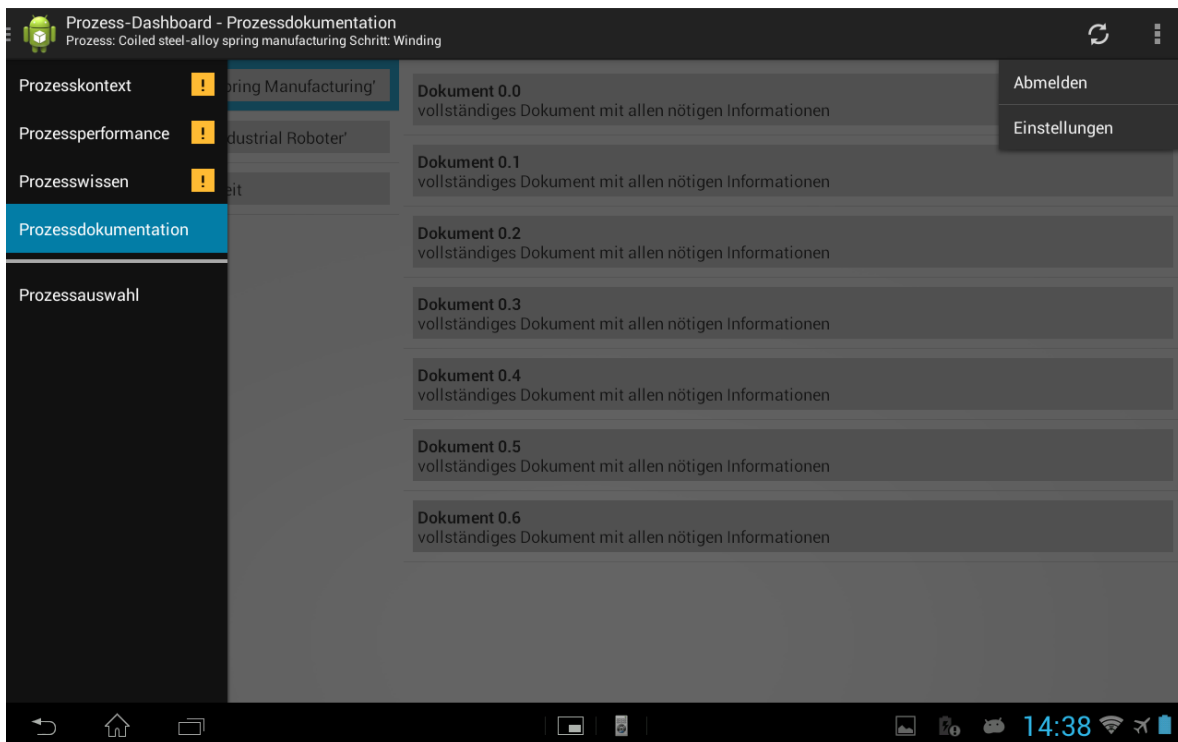 Prozess-Dashboard - Prozessdokumentation
Prozess: Coiled steel-alloy spring manufacturing Schritt: Winding
Prozesskontext !
Prozessperformance !
Prozesswissen !
Prozessdokumentation
Prozessauswahl
pring Manufacturing'
dustrial Roboter'
eit
Dokument 0.0
vollständiges Dokument mit allen nötigen Informationen
Dokument 0.1
vollständiges Dokument mit allen nötigen Informationen
Dokument 0.2
vollständiges Dokument mit allen nötigen Informationen
Dokument 0.3
vollständiges Dokument mit allen nötigen Informationen
Dokument 0.4
vollständiges Dokument mit allen nötigen Informationen
Dokument 0.5
vollständiges Dokument mit allen nötigen Informationen
Dokument 0.6
vollständiges Dokument mit allen nötigen Informationen
Abmelden
Einstellungen
14:38